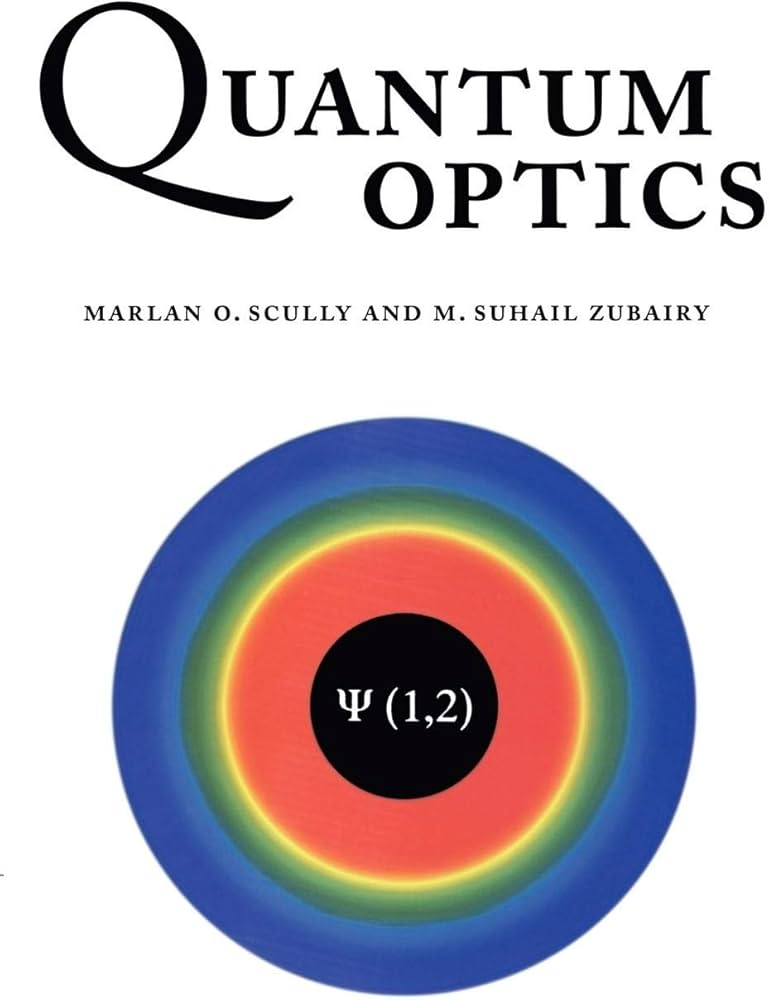 QUANTUM
OPTICS
MARLAN O. SCULLY AND M. SUHAIL ZUBAIRY
Ψ (1,2)